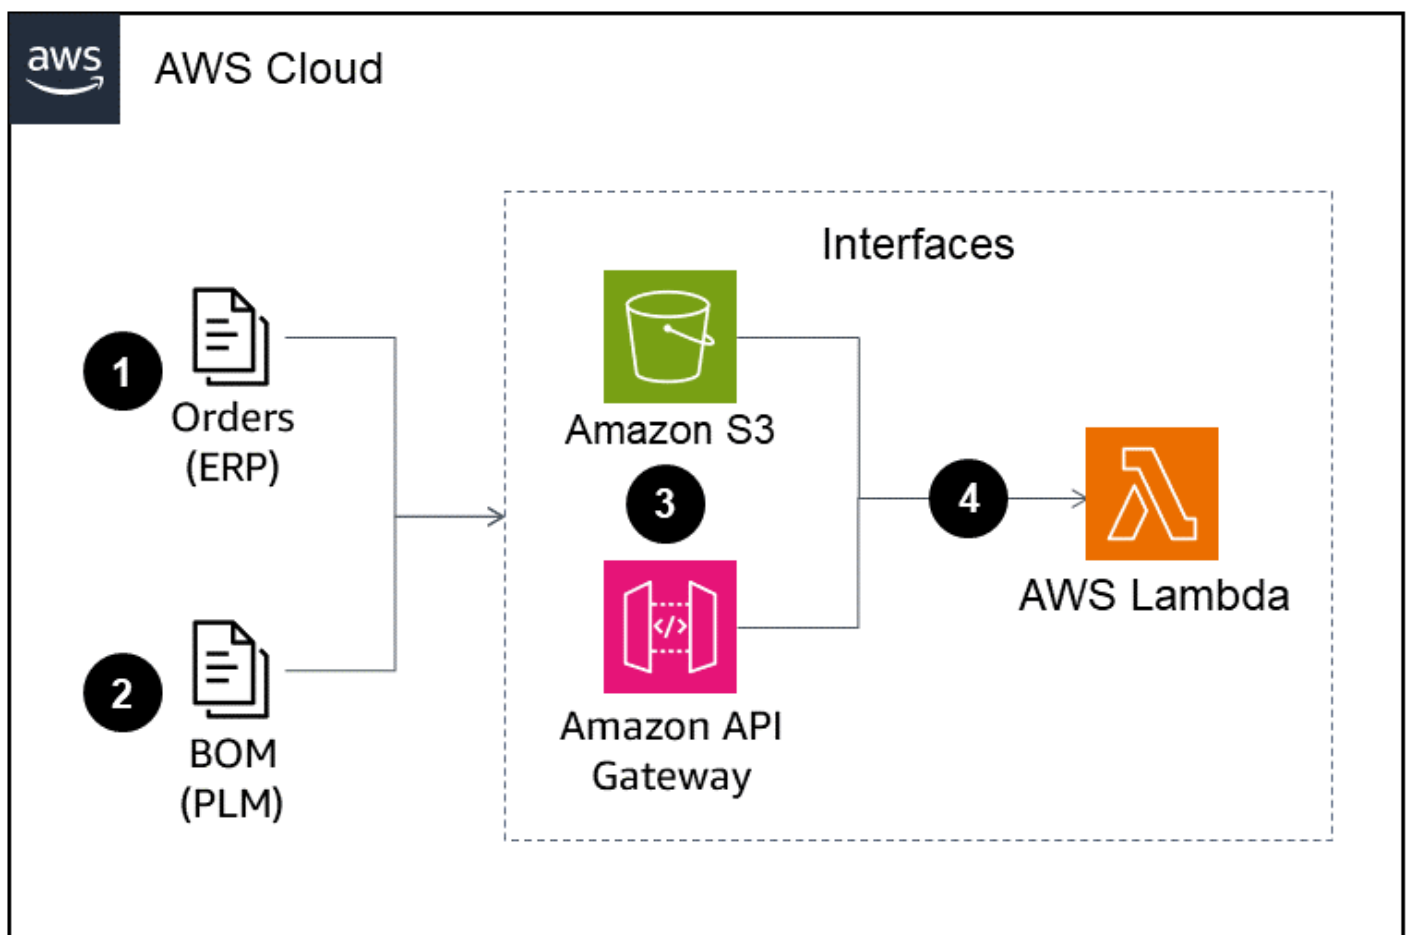 aws
AWS Cloud
Interfaces
1
Orders
(ERP)
Amazon S3
3
4
</>
AWS Lambda
2
BOM
(PLM)
Amazon API
Gateway